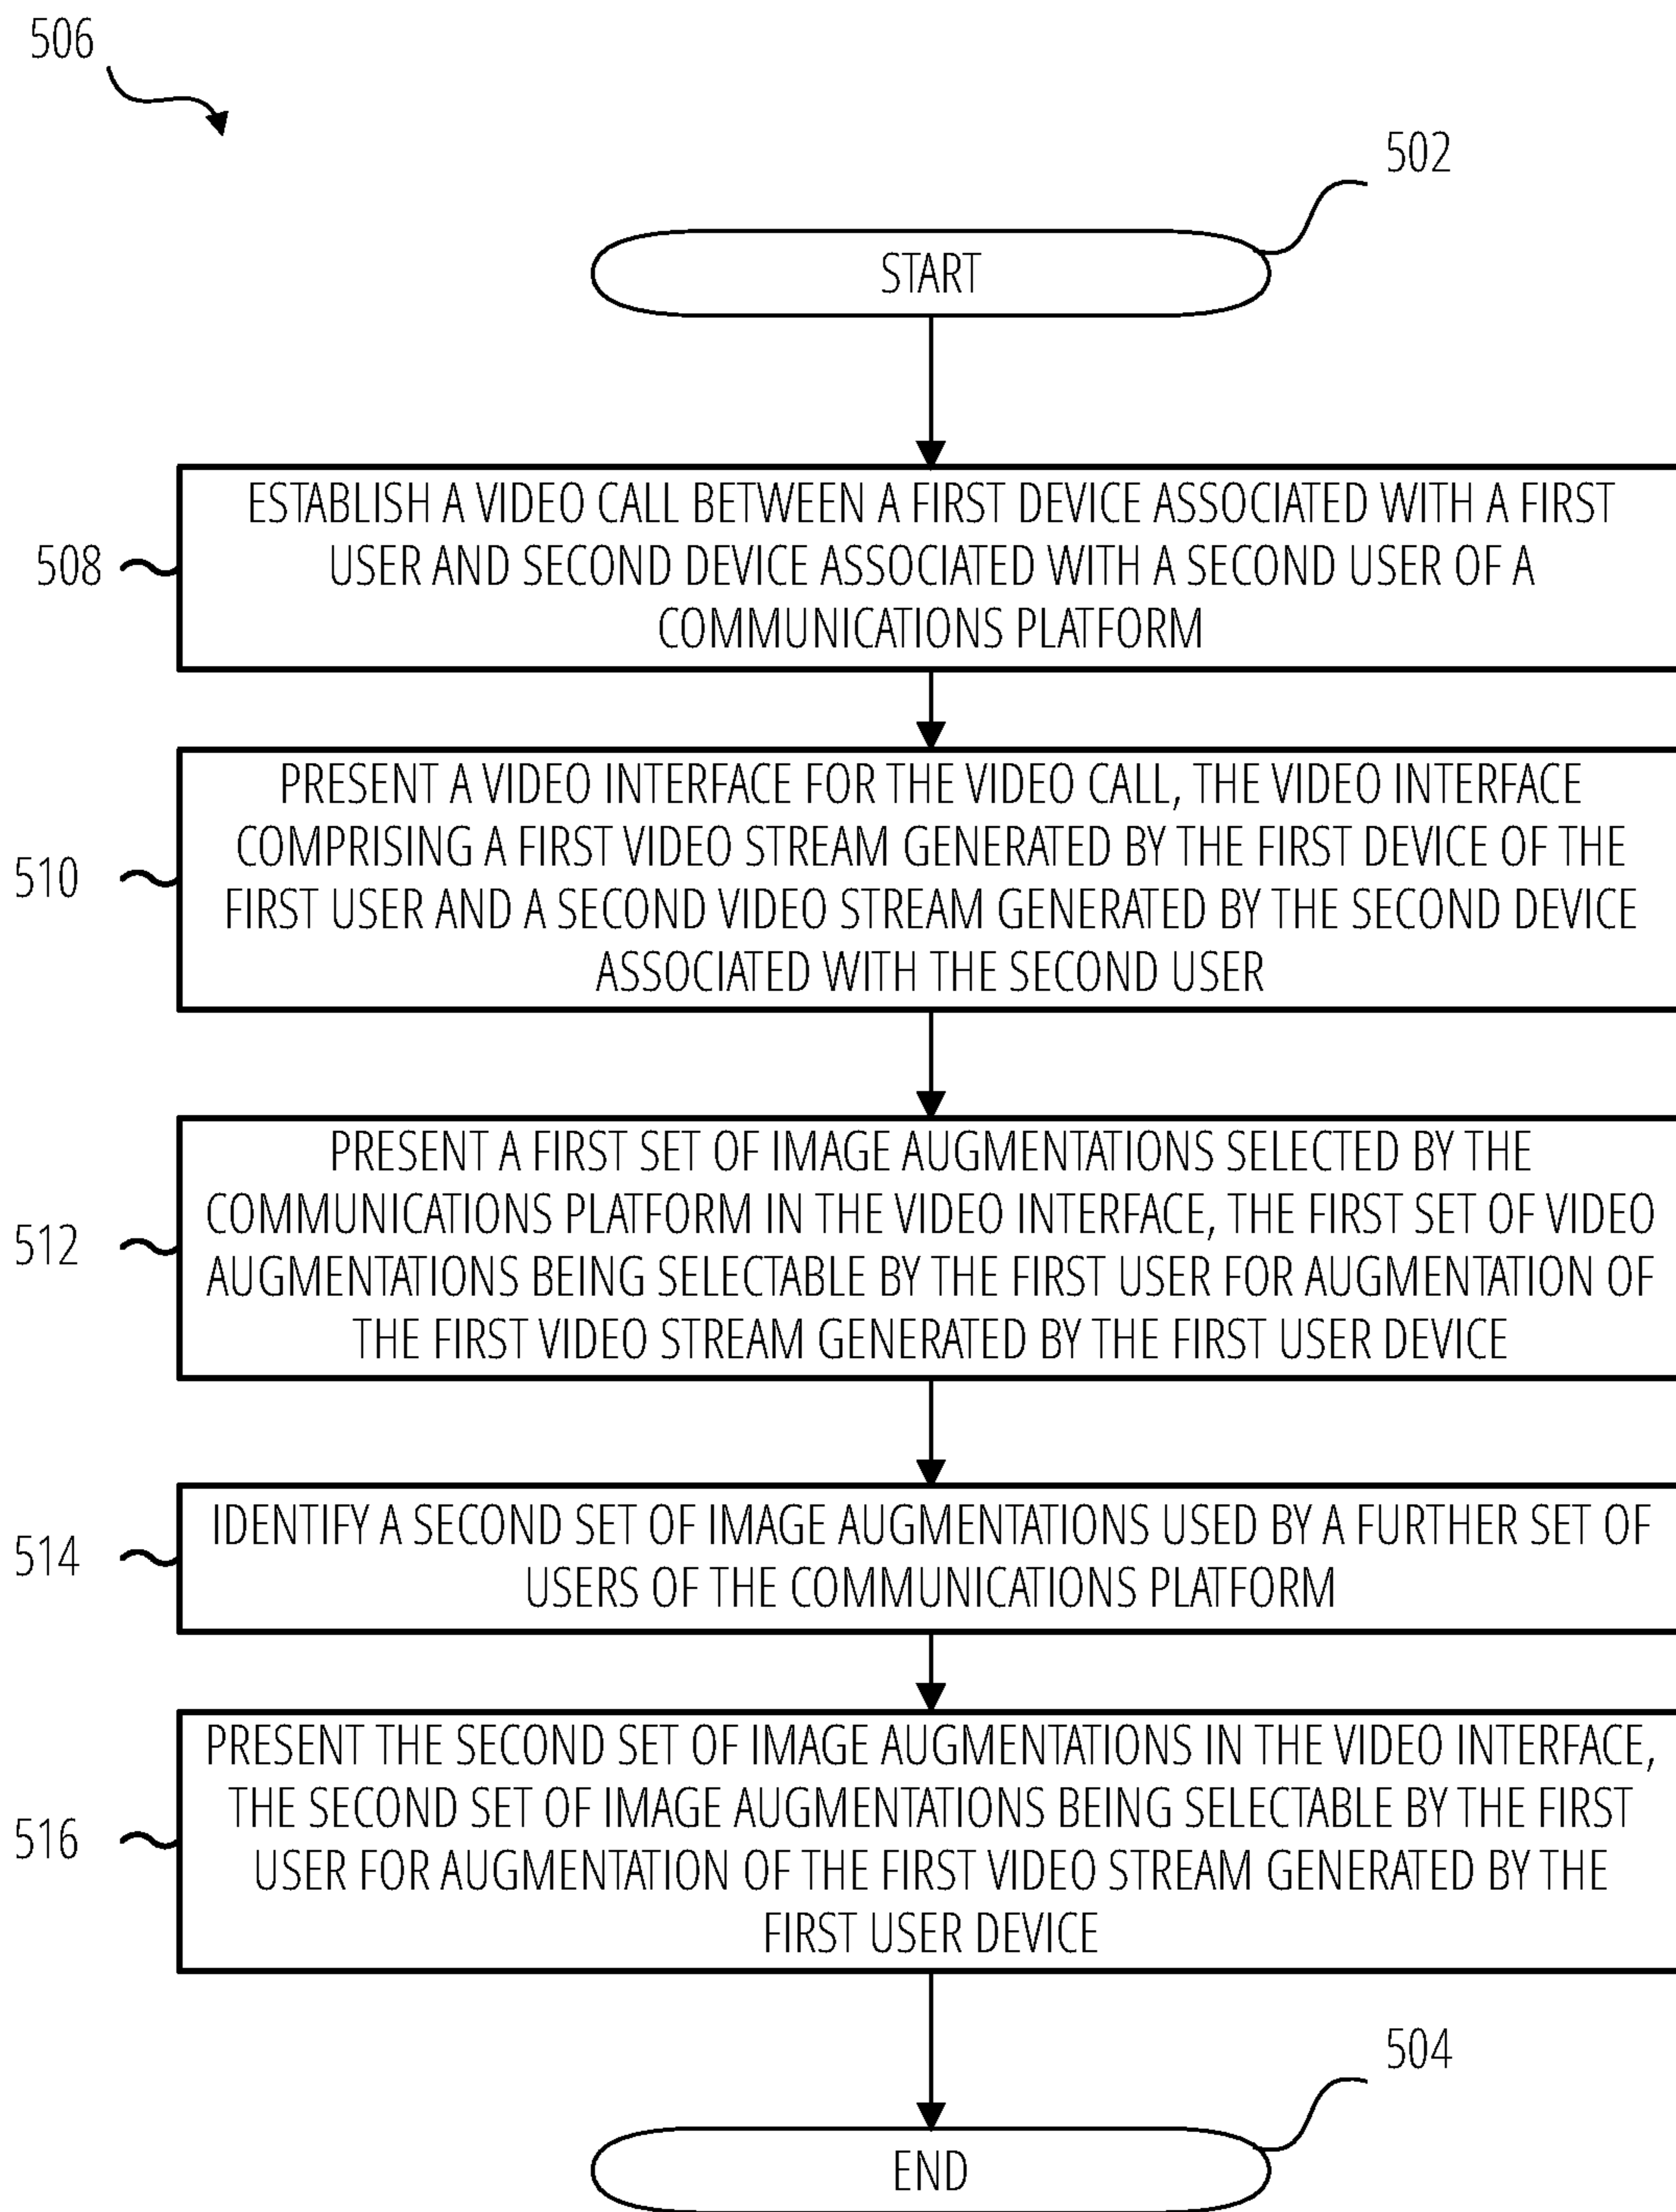 506
502
START
ESTABLISH A VIDEO CALL BETWEEN A FIRST DEVICE ASSOCIATED WITH A FIRST
USER AND SECOND DEVICE ASSOCIATED WITH A SECOND USER OF A
COMMUNICATIONS PLATFORM
508
PRESENT A VIDEO INTERFACE FOR THE VIDEO CALL, THE VIDEO INTERFACE
COMPRISING A FIRST VIDEO STREAM GENERATED BY THE FIRST DEVICE OF THE
FIRST USER AND A SECOND VIDEO STREAM GENERATED BY THE SECOND DEVICE
ASSOCIATED WITH THE SECOND USER
510
PRESENT A FIRST SET OF IMAGE AUGMENTATIONS SELECTED BY THE
COMMUNICATIONS PLATFORM IN THE VIDEO INTERFACE, THE FIRST SET OF VIDEO
AUGMENTATIONS BEING SELECTABLE BY THE FIRST USER FOR AUGMENTATION OF
THE FIRST VIDEO STREAM GENERATED BY THE FIRST USER DEVICE
512
IDENTIFY A SECOND SET OF IMAGE AUGMENTATIONS USED BY A FURTHER SET OF
USERS OF THE COMMUNICATIONS PLATFORM
514
PRESENT THE SECOND SET OF IMAGE AUGMENTATIONS IN THE VIDEO INTERFACE,
THE SECOND SET OF IMAGE AUGMENTATIONS BEING SELECTABLE BY THE FIRST
USER FOR AUGMENTATION OF THE FIRST VIDEO STREAM GENERATED BY THE
FIRST USER DEVICE
516
504
END